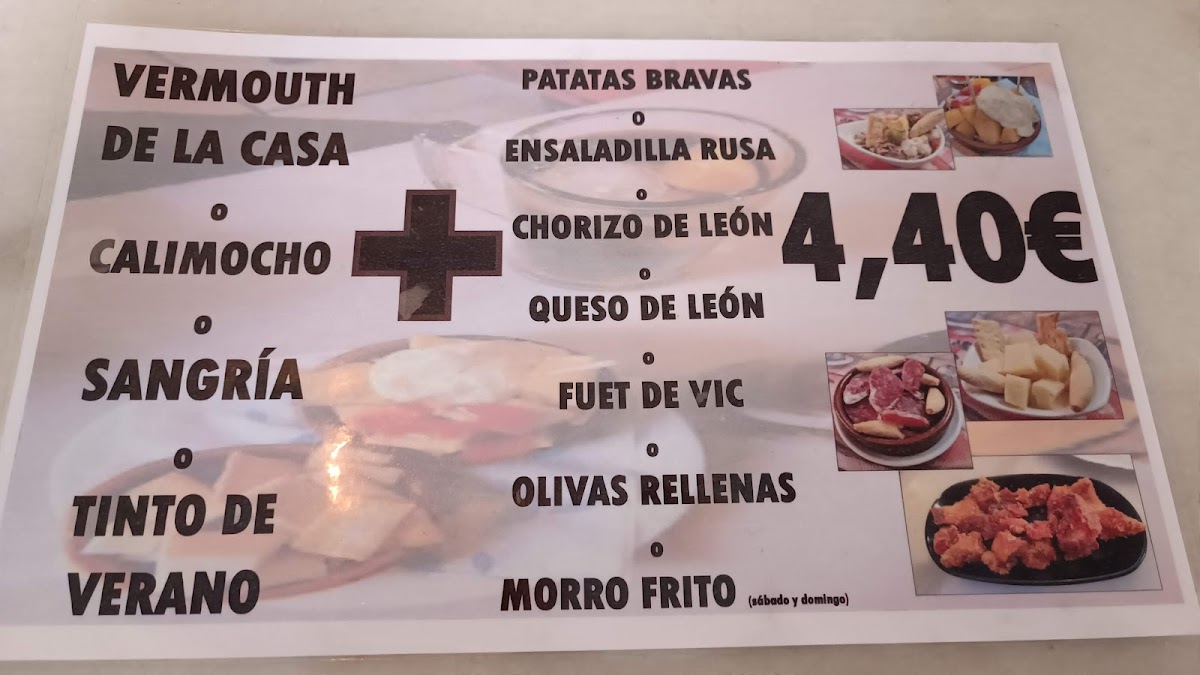 VERMOUTH
DE LA CASA
o
CALIMOCHO
o
SANGRÍA
o
TINTO DE
VERANO
+
PATATAS BRAVAS
o
ENSALADILLA RUSA
o
CHORIZO DE LEÓN
o
QUESO DE LEÓN
o
FUET DE VIC
o
OLIVAS RELLENAS
o
MORRO FRITO (sábado y domingo)
4,40€